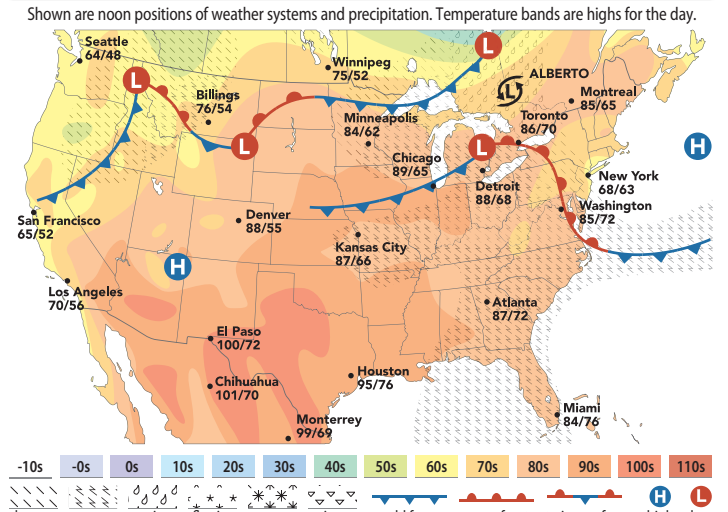 Shown are noon positions of weather systems and precipitation. Temperature bands are highs for the day.
Seattle
64/48
L
L
Winnipeg
75/52
ALBERTO
L
Billings
76/54
Montreal
85/65
Minneapolis
84/62
Toronto
86/70
L
L
H
Chicago
89/65
Detroit
88/68
New York
68/63
Washington
85/72
San Francisco
65/52
Denver
88/55
Kansas City
87/66
H
Los Angeles
70/56
Atlanta
87/72
El Paso
100/72
Houston
95/76
Chihuahua
101/70
Miami
84/76
Monterrey
99/69
-10s -0s 0s 10s 20s 30s 40s 50s 60s 70s 80s 90s 100s 110s
H L